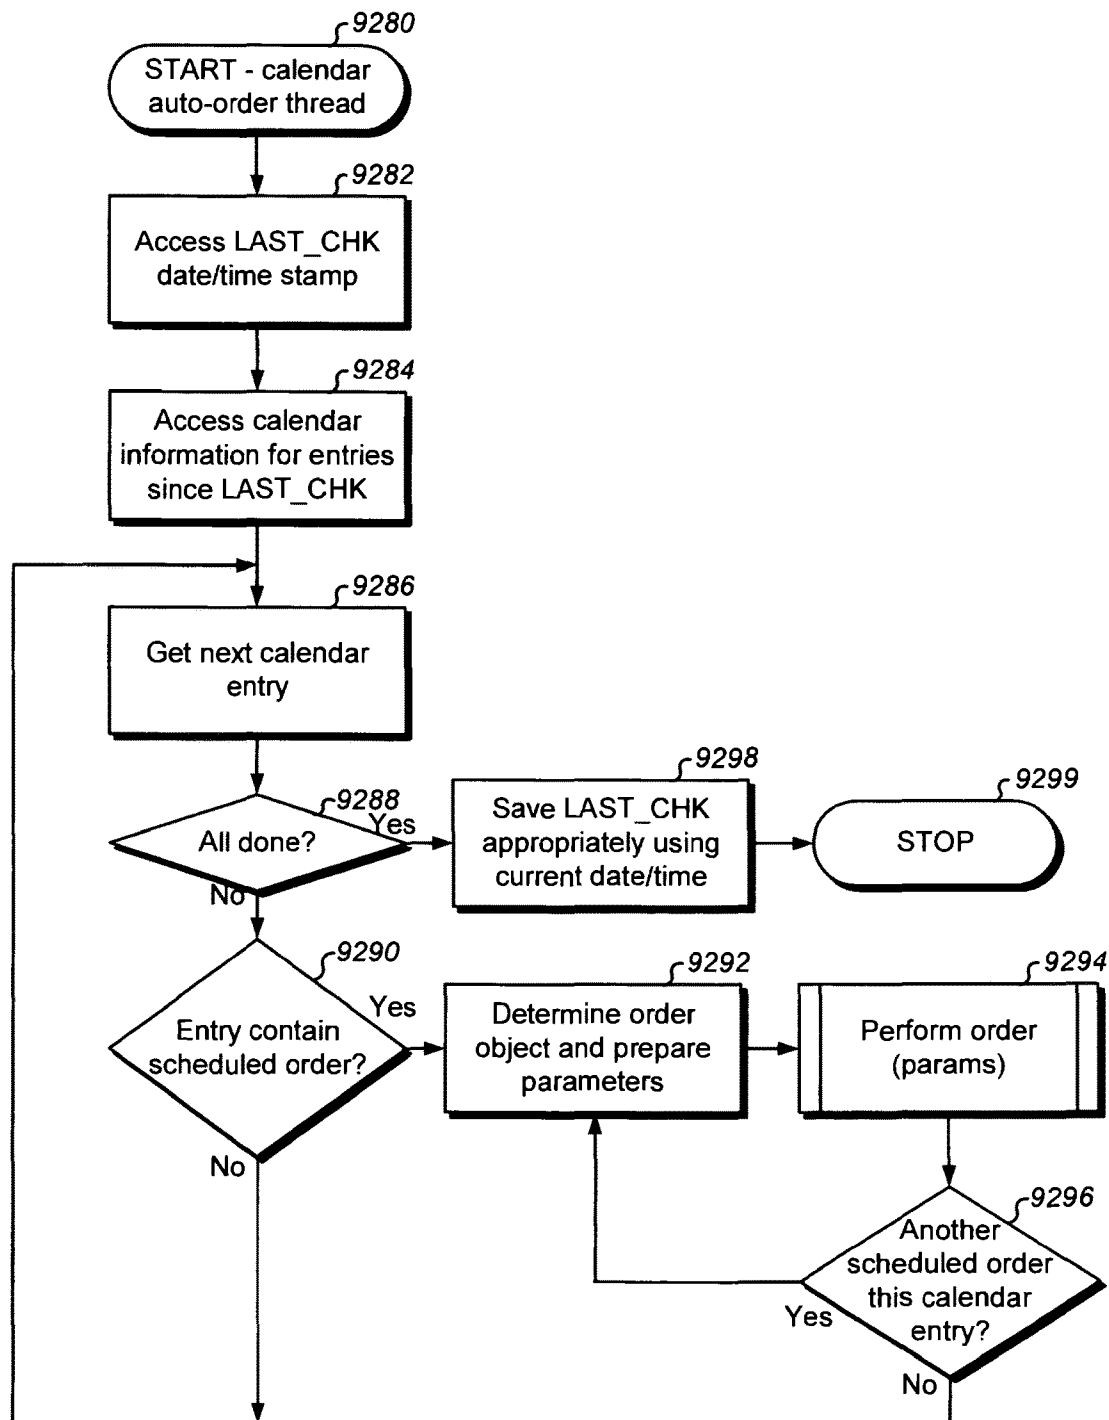 9280
START - calendar
auto-order thread
9282
Access LAST_CHK
date/time stamp
9284
Access calendar
information for entries
since LAST_CHK
9286
Get next calendar
entry
9288
All done?
Yes
No
9298
Save LAST_CHK
appropriately using
current date/time
9299
STOP
9290
Entry contain
scheduled order?
Yes
No
9292
Determine order
object and prepare
parameters
9294
Perform order
(params)
9296
Another
scheduled order
this calendar
entry?
Yes
No